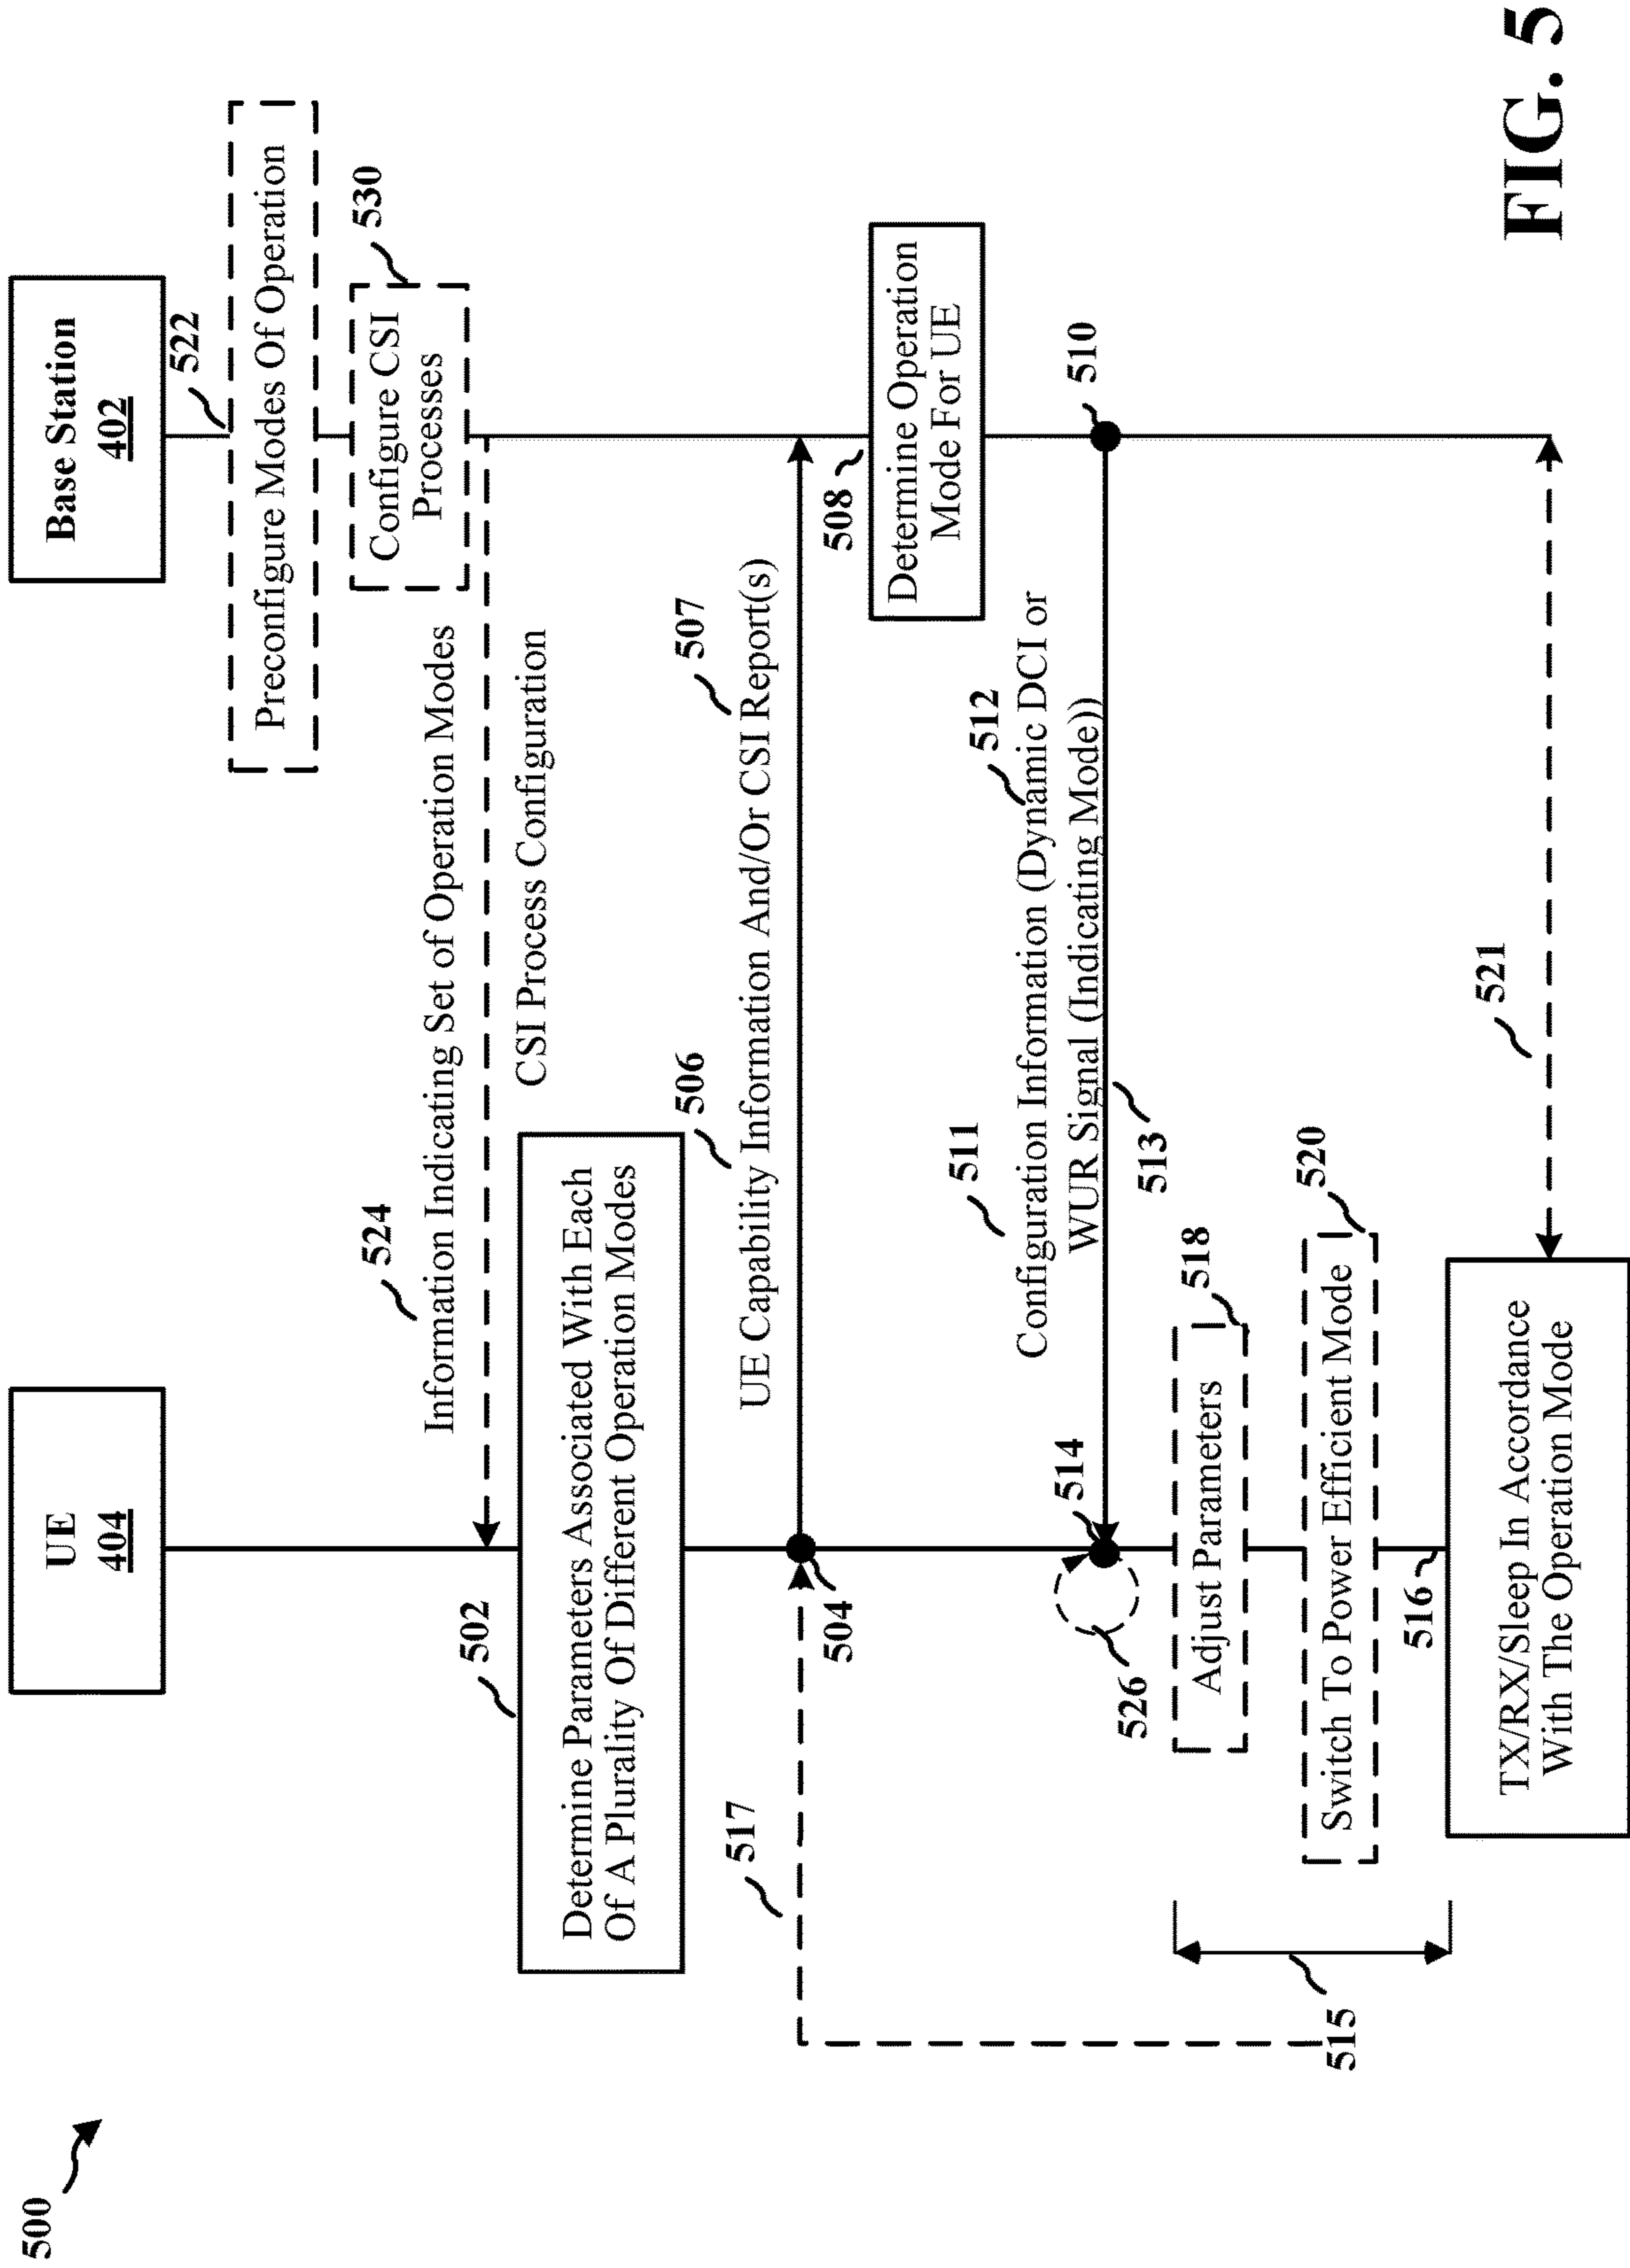 500
UE
404
Base Station
402
522
Preconfigure Modes Of Operation
530
Configure CSI
Processes
524
Information Indicating Set of Operation Modes
CSI Process Configuration
502
Determine Parameters Associated With Each
Of A Plurality Of Different Operation Modes
506
507
UE Capability Information And/Or CSI Report(s)
517
504
508
Determine Operation
Mode For UE
510
511
512
Configuration Information (Dynamic DCI or
WUR Signal (Indicating Mode))
513
514
526
518
Adjust Parameters
520
Switch To Power Efficient Mode
515
516
521
TX/RX/Sleep In Accordance
With The Operation Mode
FIG. 5